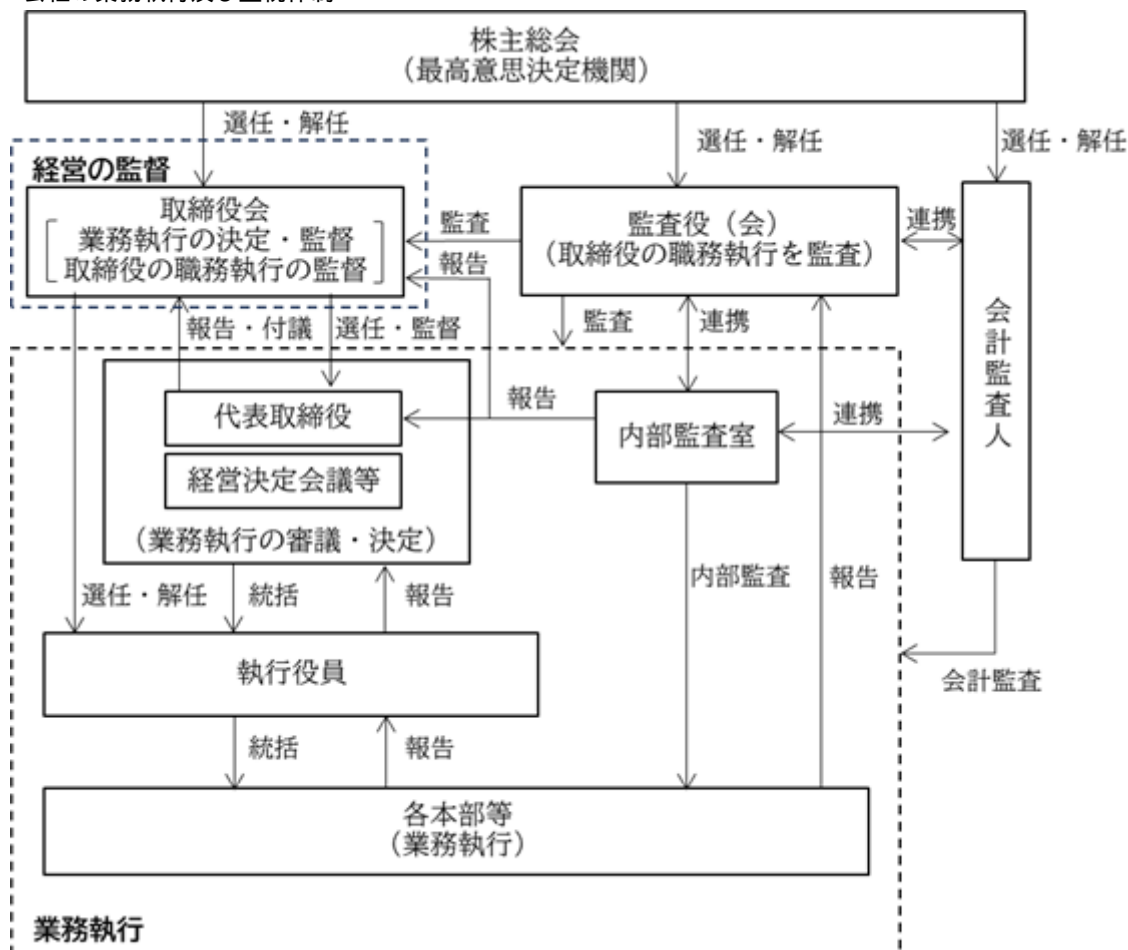 株主総会
（最高意思決定機関）
選任・解任
選任・解任
選任・解任
経営の監督
取締役会
業務執行の決定・監督
取締役の職務執行の監督
監査
報告
監査役（会）
（取締役の職務執行を監査）
連携
会計監査人
報告・付議
選任・監督
監査
連携
代表取締役
報告
内部監査室
連携
経営決定会議等
（業務執行の審議・決定）
選任・解任
統括
報告
内部監査
報告
執行役員
会計監査
統括
報告
各本部等
（業務執行）
業務執行